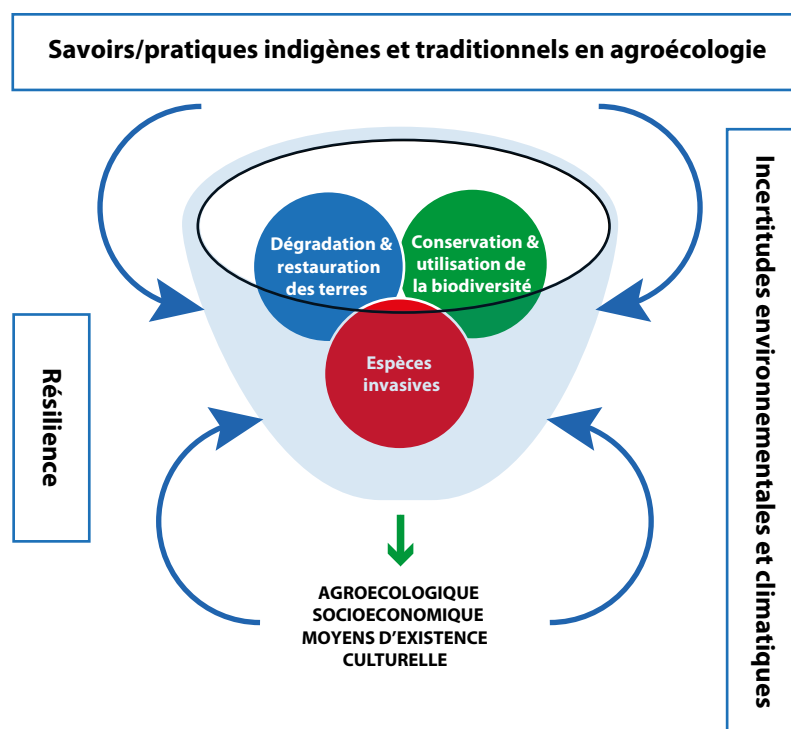 Savoirs/pratiques indigènes et traditionnels en agroécologie
Dégradation &
restauration
des terres
Conservation &
utilisation de
la biodiversité
Espèces
invasives
Résilience
Incertitudes environnementales et climatiques
AGROECOLOGIQUE
SOCIOECONOMIQUE
MOYENS D'EXISTENCE
CULTURELLE